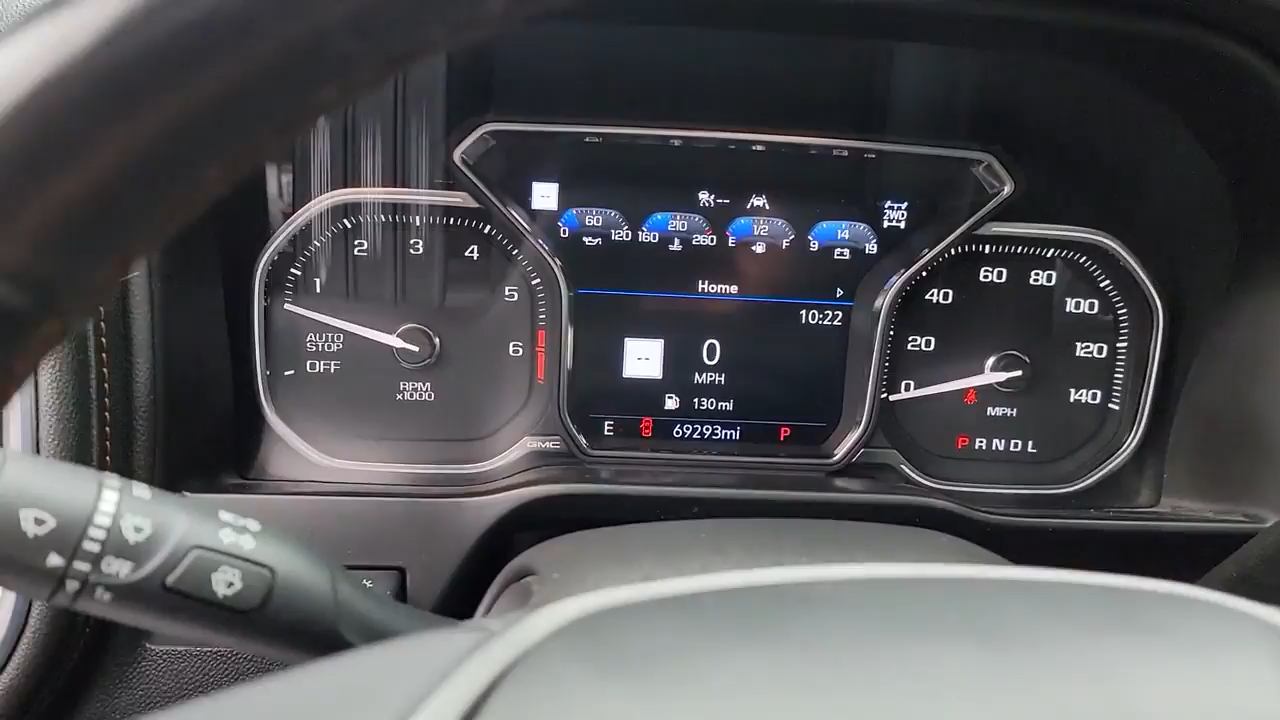 1 2 3 4 5 6
AUTO
STOP
OFF
RPM
x1000
GMC
--
--
2WD
60
0 120
210
160 260
1/2
E F
14
9 19
Home
10:22
--
0
MPH
130 mi
E 69293mi P
0 20 40 60 80 100 120 140
MPH
PRNDL
OFF